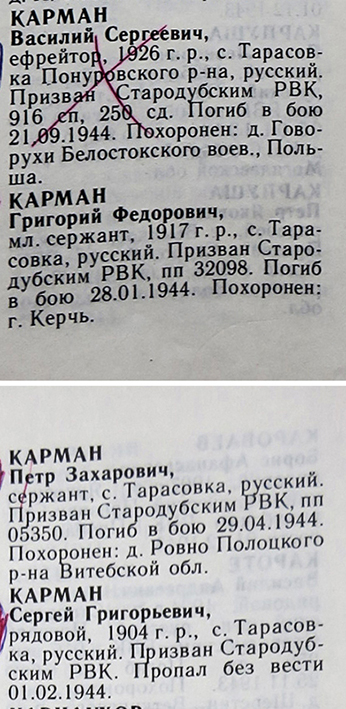 КАРМАН
Василий Сергеевич,
ефрейтор, 1926 г. р., с. Тарасов-
ка Понуровского р-на, русский.
Призван Стародубским РВК,
916 сп, 250 сд. Погиб в бою
21.09.1944. Похоронен: д. Гово-
рухи Белостокского воев., Поль-
ша.
КАРМАН
Григорий Федорович,
мл. сержант, 1917 г. р., с. Тара-
совка, русский. Призван Старо-
дубским РВК, пп 32098. Погиб
в бою 28.01.1944. Похоронен:
г. Керчь.
КАРМАН
Петр Захарович,
сержант, с. Тарасовка, русский.
Призван Стародубским РВК, пп
05350. Погиб в бою 29.04.1944.
Похоронен: д. Ровно Полоцкого
р-на Витебской обл.
КАРМАН
Сергей Григорьевич,
рядовой, 1904 г. р., с. Тарасов-
ка, русский. Призван Стародуб-
ским РВК. Пропал без вести
01.02.1944.